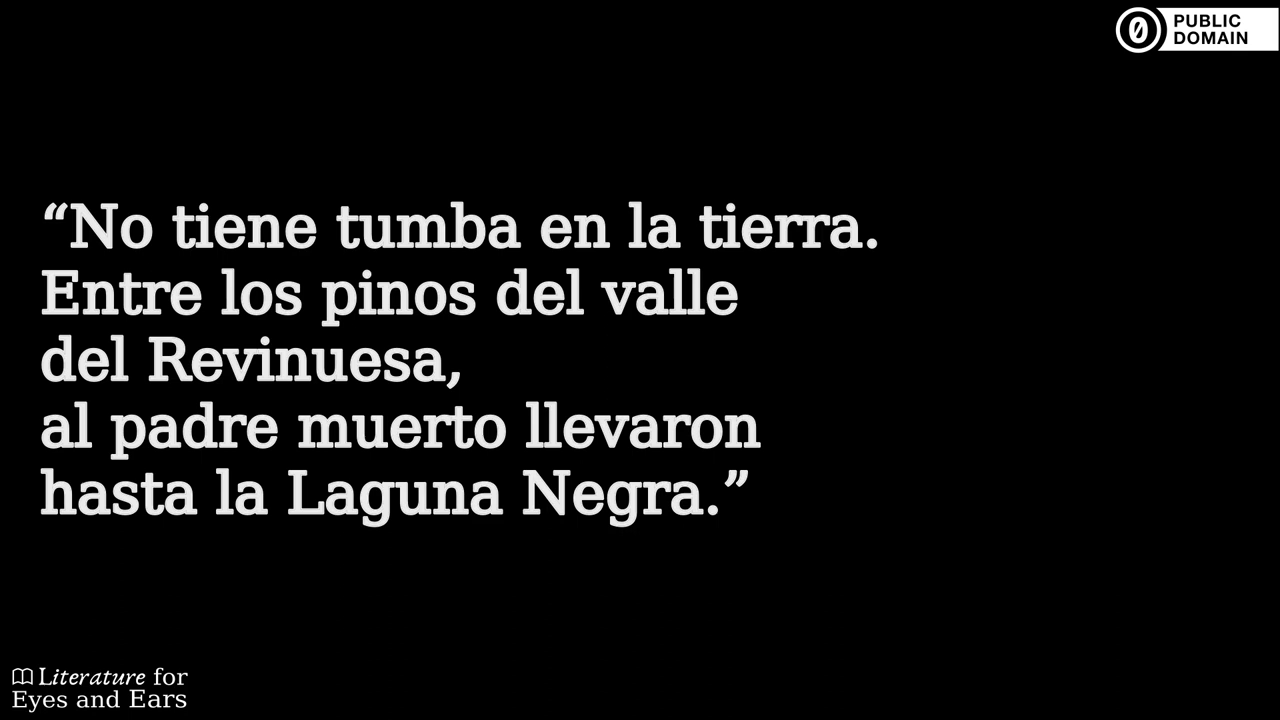 PUBLIC
DOMAIN
“No tiene tumba en la tierra.
Entre los pinos del valle
del Revinuesa,
al padre muerto llevaron
hasta la Laguna Negra.”
Literature for
Eyes and Ears